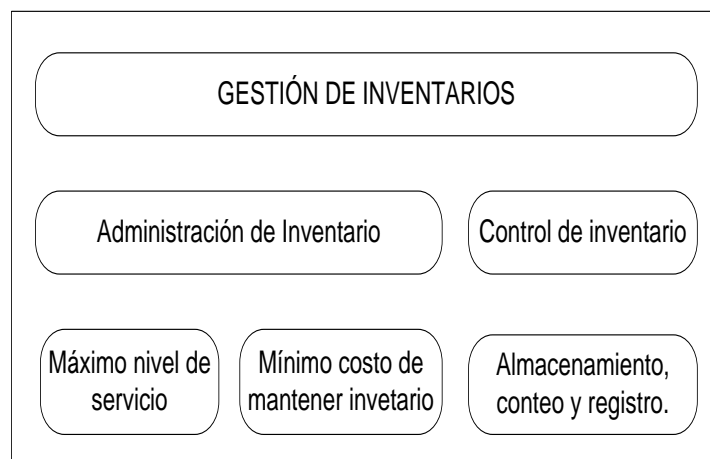 GESTIÓN DE INVENTARIOS
Administración de Inventario
Control de inventario
Máximo nivel de
servicio
Mínimo costo de
mantener invetario
Almacenamiento,
conteo y registro.